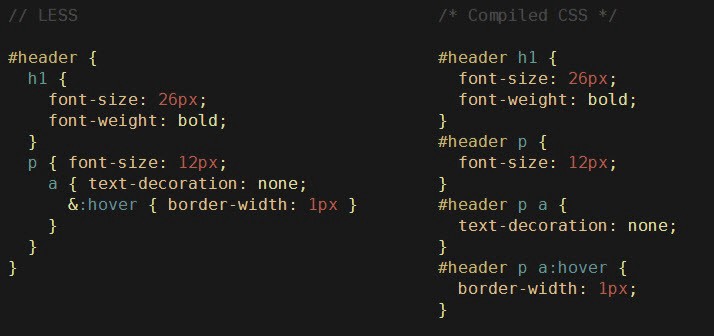 // LESS
#header {
  h1 {
    font-size: 26px;
    font-weight: bold;
  }
  p { font-size: 12px;
    a { text-decoration: none;
      &:hover { border-width: 1px }
    }
  }
}
/* Compiled CSS */
#header h1 {
  font-size: 26px;
  font-weight: bold;
}
#header p {
  font-size: 12px;
}
#header p a {
  text-decoration: none;
}
#header p a:hover {
  border-width: 1px;
}